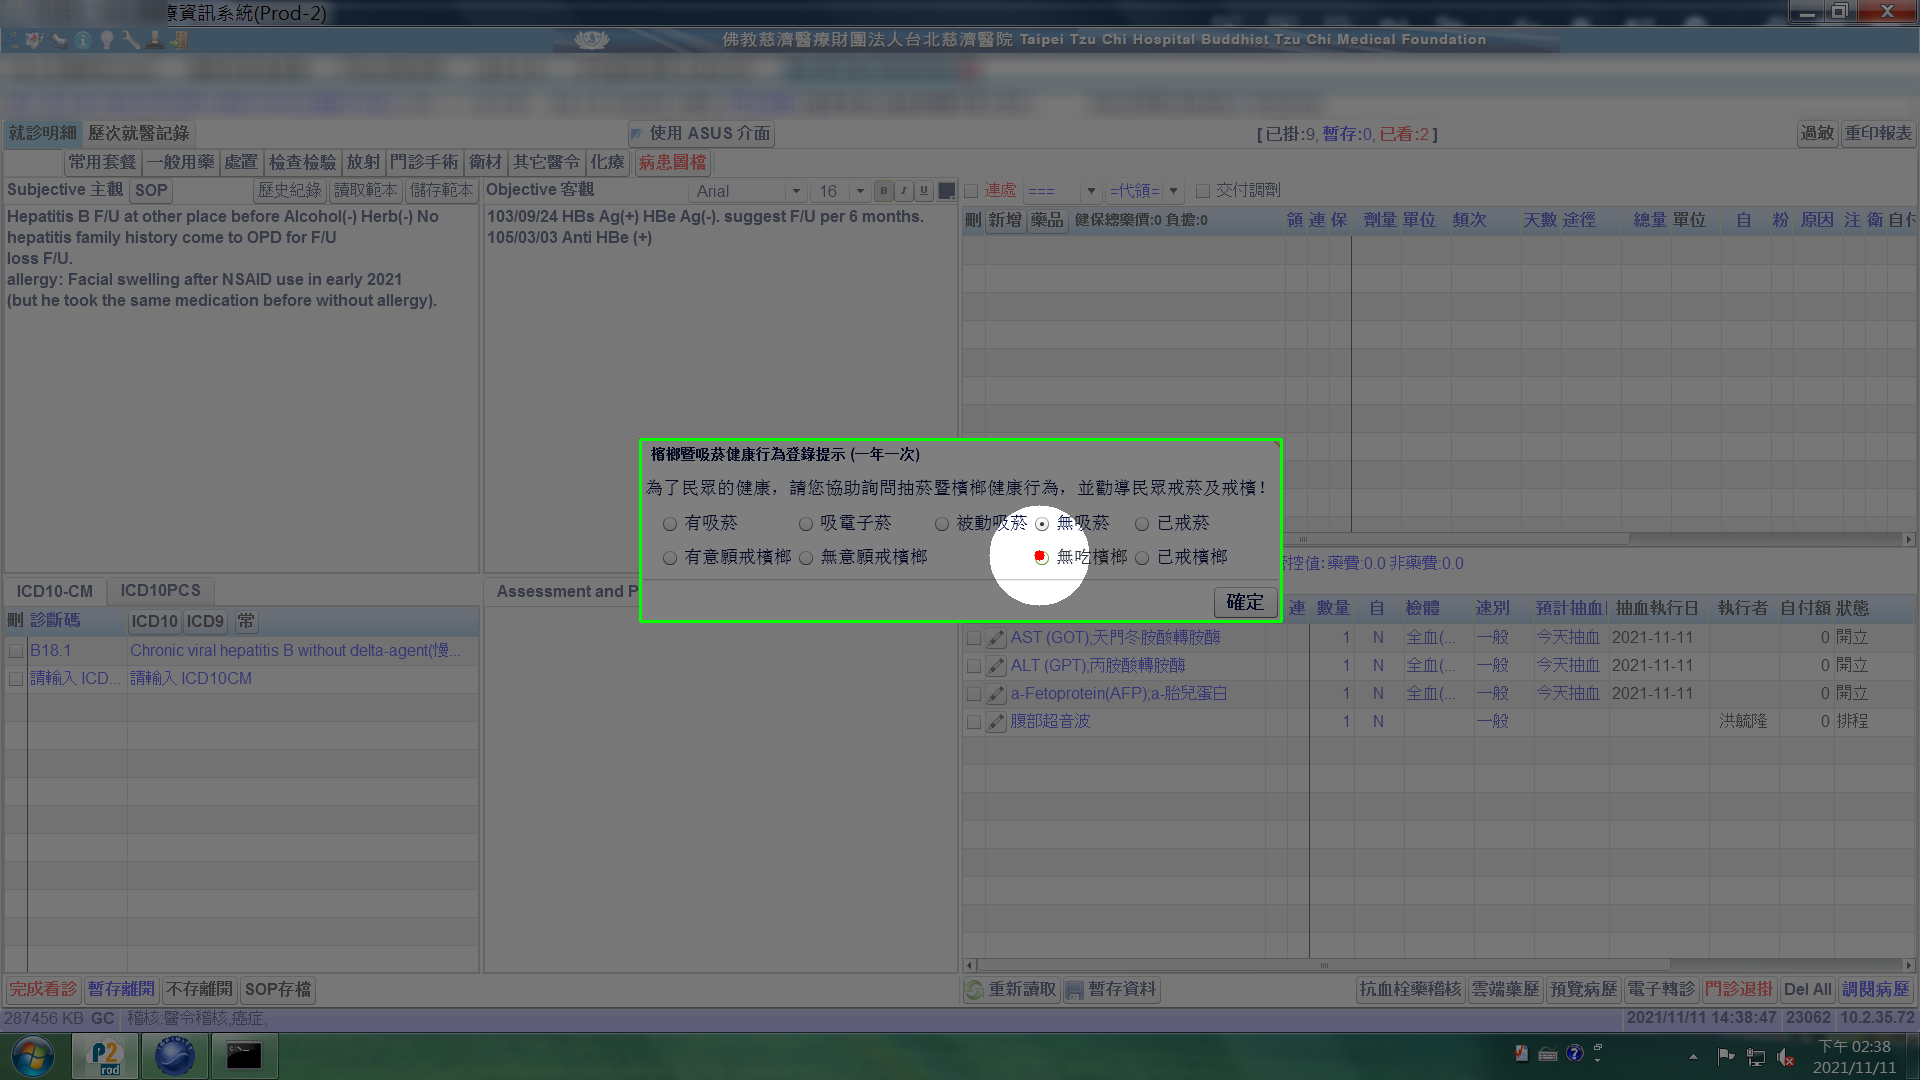 療資訊系統(Prod-2)
佛教慈濟醫療財團法人台北慈濟醫院 Taipei Tzu Chi Hospital Buddhist Tzu Chi Medical Foundation
就診明細 歷次就醫記錄 使用 ASUS 介面 [ 已掛:9, 暫存:0, 已看:2 ] 過敏 重印報表
常用套餐 一般用藥 處置 檢查檢驗 放射 門診手術 衛材 其它醫令 化療 病患圖檔
Subjective 主觀 SOP 歷史紀錄 讀取範本 儲存範本 Objective 客觀 Arial 16 B I U 連處 === =代領= 交付調劑
Hepatitis B F/U at other place before Alcohol(-) Herb(-) No
hepatitis family history come to OPD for F/U
loss F/U.
allergy: Facial swelling after NSAID use in early 2021
(but he took the same medication before without allergy).
103/09/24 HBs Ag(+) HBe Ag(-). suggest F/U per 6 months.
105/03/03 Anti HBe (+)
刪 新增 藥品 健保總藥價:0 負擔:0 領 連 保 劑量 單位 頻次 天數 途徑 總量 單位 自 粉 原因 注 衛 自付
檳榔暨吸菸健康行為登錄提示 (一年一次)
為了民眾的健康，請您協助詢問抽菸暨檳榔健康行為，並勸導民眾戒菸及戒檳！
有吸菸 吸電子菸 被動吸菸 無吸菸 已戒菸
有意願戒檳榔 無意願戒檳榔 無吃檳榔 已戒檳榔
確定
控值：藥費:0.0 非藥費:0.0
ICD10-CM ICD10PCS Assessment and P
刪 診斷碼 ICD10 ICD9 常
B18.1 Chronic viral hepatitis B without delta-agent(慢...
請輸入 ICD... 請輸入 ICD10CM
連 數量 自 檢體 速別 預計抽血 抽血執行日 執行者 自付額 狀態
AST (GOT);天門冬胺酸轉胺酶 1 N 全血(... 一般 今天抽血 2021-11-11 0 開立
ALT (GPT);丙胺酸轉胺酶 1 N 全血(... 一般 今天抽血 2021-11-11 0 開立
a-Fetoprotein(AFP);a-胎兒蛋白 1 N 全血(... 一般 今天抽血 2021-11-11 0 開立
腹部超音波 1 N 一般 洪毓隆 0 排程
完成看診 暫存離開 不存離開 SOP存檔 重新讀取 暫存資料 抗血栓藥稽核 雲端藥歷 預覽病歷 電子轉診 門診退掛 Del All 調閱病歷
287456 KB GC 稽核:醫令稽核,癌症, 2021/11/11 14:38:47 23062 10.2.35.72
P2 rod INFINITT 下午 02:38
2021/11/11